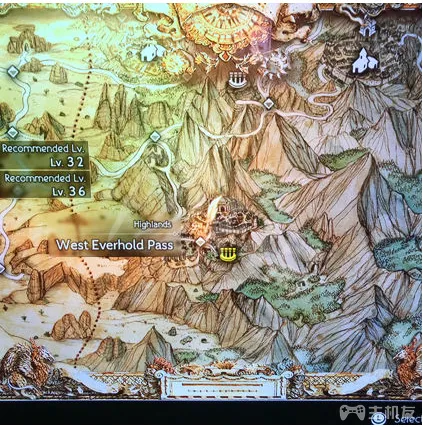 Recommended Lv.
Lv. 32
Recommended Lv.
Lv. 36
Highlands
West Everhold Pass
L
Select
主机友